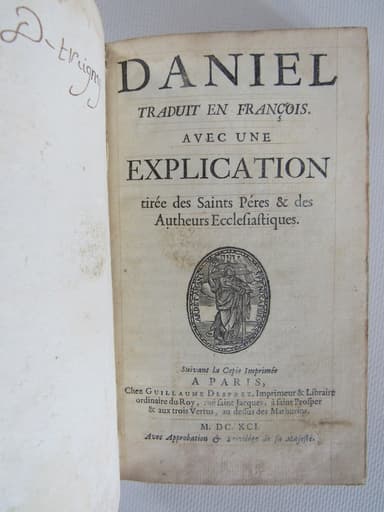 DANIEL
TRADUIT EN FRANÇOIS.
AVEC UNE
EXPLICATION
tirée des Saints Péres & des
Autheurs Ecclesiastiques.
Suivant la Copie Imprimée
A PARIS,
Chez GUILLAUME DESPREZ, Imprimeur & Libraire
ordinaire du Roy, rue saint Jacques, à saint Prosper
& aux trois Vertus, au dessus des Mathurins.
M. DC. XCI.
Avec Approbation & Privilége de sa Majesté.